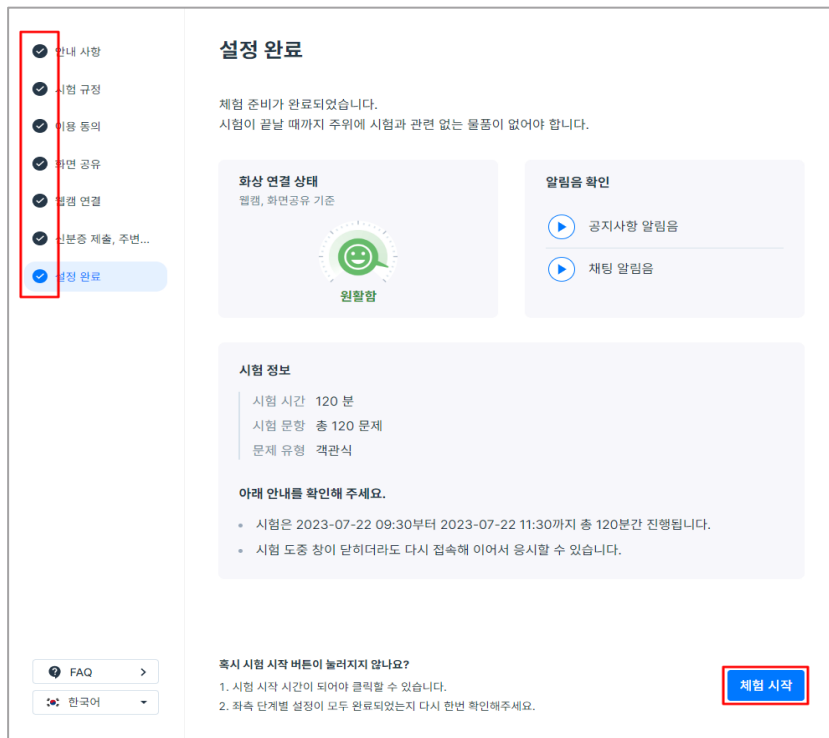 안내 사항
시험 규정
이용 동의
화면 공유
웹캠 연결
신분증 제출, 주변...
설정 완료
FAQ
한국어
설정 완료
체험 준비가 완료되었습니다.
시험이 끝날 때까지 주위에 시험과 관련 없는 물품이 없어야 합니다.
화상 연결 상태
웹캠, 화면공유 기준
원활함
알림음 확인
공지사항 알림음
채팅 알림음
시험 정보
시험 시간 120 분
시험 문항 총 120 문제
문제 유형 객관식
아래 안내를 확인해 주세요.
시험은 2023-07-22 09:30부터 2023-07-22 11:30까지 총 120분간 진행됩니다.
시험 도중 창이 닫히더라도 다시 접속해 이어서 응시할 수 있습니다.
혹시 시험 시작 버튼이 눌러지지 않나요?
1. 시험 시작 시간이 되어야 클릭할 수 있습니다.
2. 좌측 단계별 설정이 모두 완료되었는지 다시 한번 확인해주세요.
체험 시작